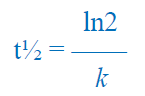 t½ = ln2 / k